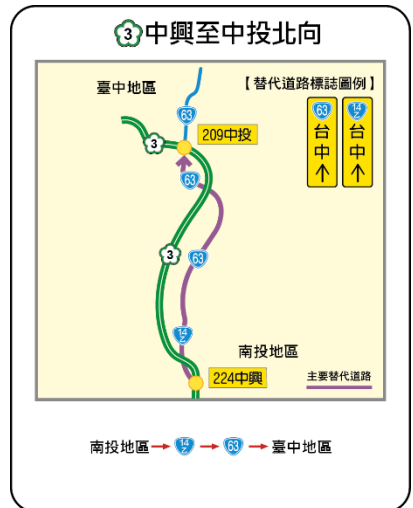 3中興至中投北向
臺中地區
【替代道路標誌圖例】
63
台中↑
14乙
台中↑
63
3
209中投
63
63
3
14乙
南投地區
224中興
主要替代道路
南投地區→14乙→63→臺中地區